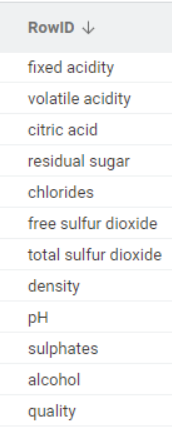 RowID ↓
fixed acidity
volatile acidity
citric acid
residual sugar
chlorides
free sulfur dioxide
total sulfur dioxide
density
pH
sulphates
alcohol
quality